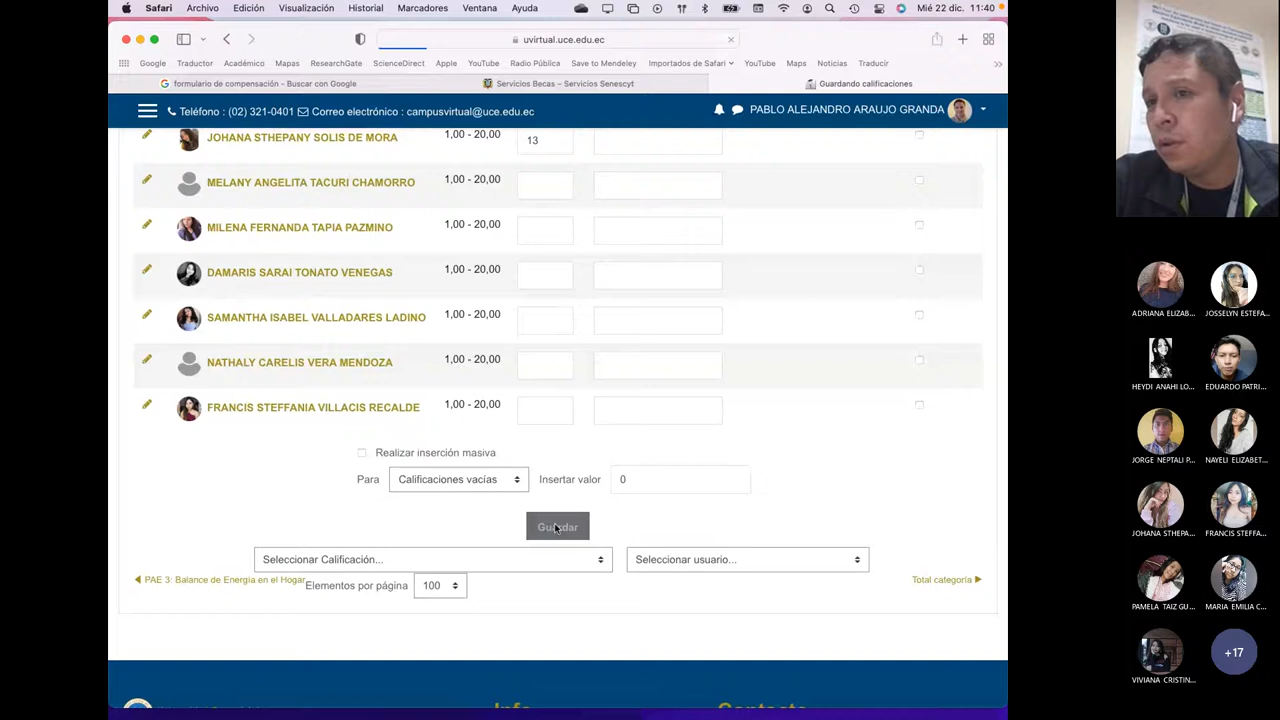 Safari Archivo Edición Visualización Historial Marcadores Ventana Ayuda Mié 22 dic. 11:40
uvirtual.uce.edu.ec
Google Traductor Académico Mapas ResearchGate ScienceDirect Apple YouTube Radio Pública Save to Mendeley Importados de Safari YouTube Maps Noticias Traducir
formulario de compensación - Buscar con Google Servicios Becas – Servicios Senescyt Guardando calificaciones
Teléfono : (02) 321-0401 Correo electrónico : campusvirtual@uce.edu.ec PABLO ALEJANDRO ARAUJO GRANDA
JOHANA STHEPANY SOLIS DE MORA 1,00 - 20,00 13
MELANY ANGELITA TACURI CHAMORRO 1,00 - 20,00
MILENA FERNANDA TAPIA PAZMINO 1,00 - 20,00
DAMARIS SARAI TONATO VENEGAS 1,00 - 20,00
SAMANTHA ISABEL VALLADARES LADINO 1,00 - 20,00
NATHALY CARELIS VERA MENDOZA 1,00 - 20,00
FRANCIS STEFFANIA VILLACIS RECALDE 1,00 - 20,00
Realizar inserción masiva
Para Calificaciones vacías Insertar valor 0
Guardar
Seleccionar Calificación... Seleccionar usuario...
PAE 3: Balance de Energía en el Hogar Elementos por página 100 Total categoría
Info Contacto
ADRIANA ELIZAB... JOSSELYN ESTEFA...
HEYDI ANAHI LO... EDUARDO PATRI...
JORGE NEPTALI P... NAYELI ELIZABET...
JOHANA STHEPA... FRANCIS STEFFA...
PAMELA TAIZ GU... MARIA EMILIA C...
VIVIANA CRISTIN... +17